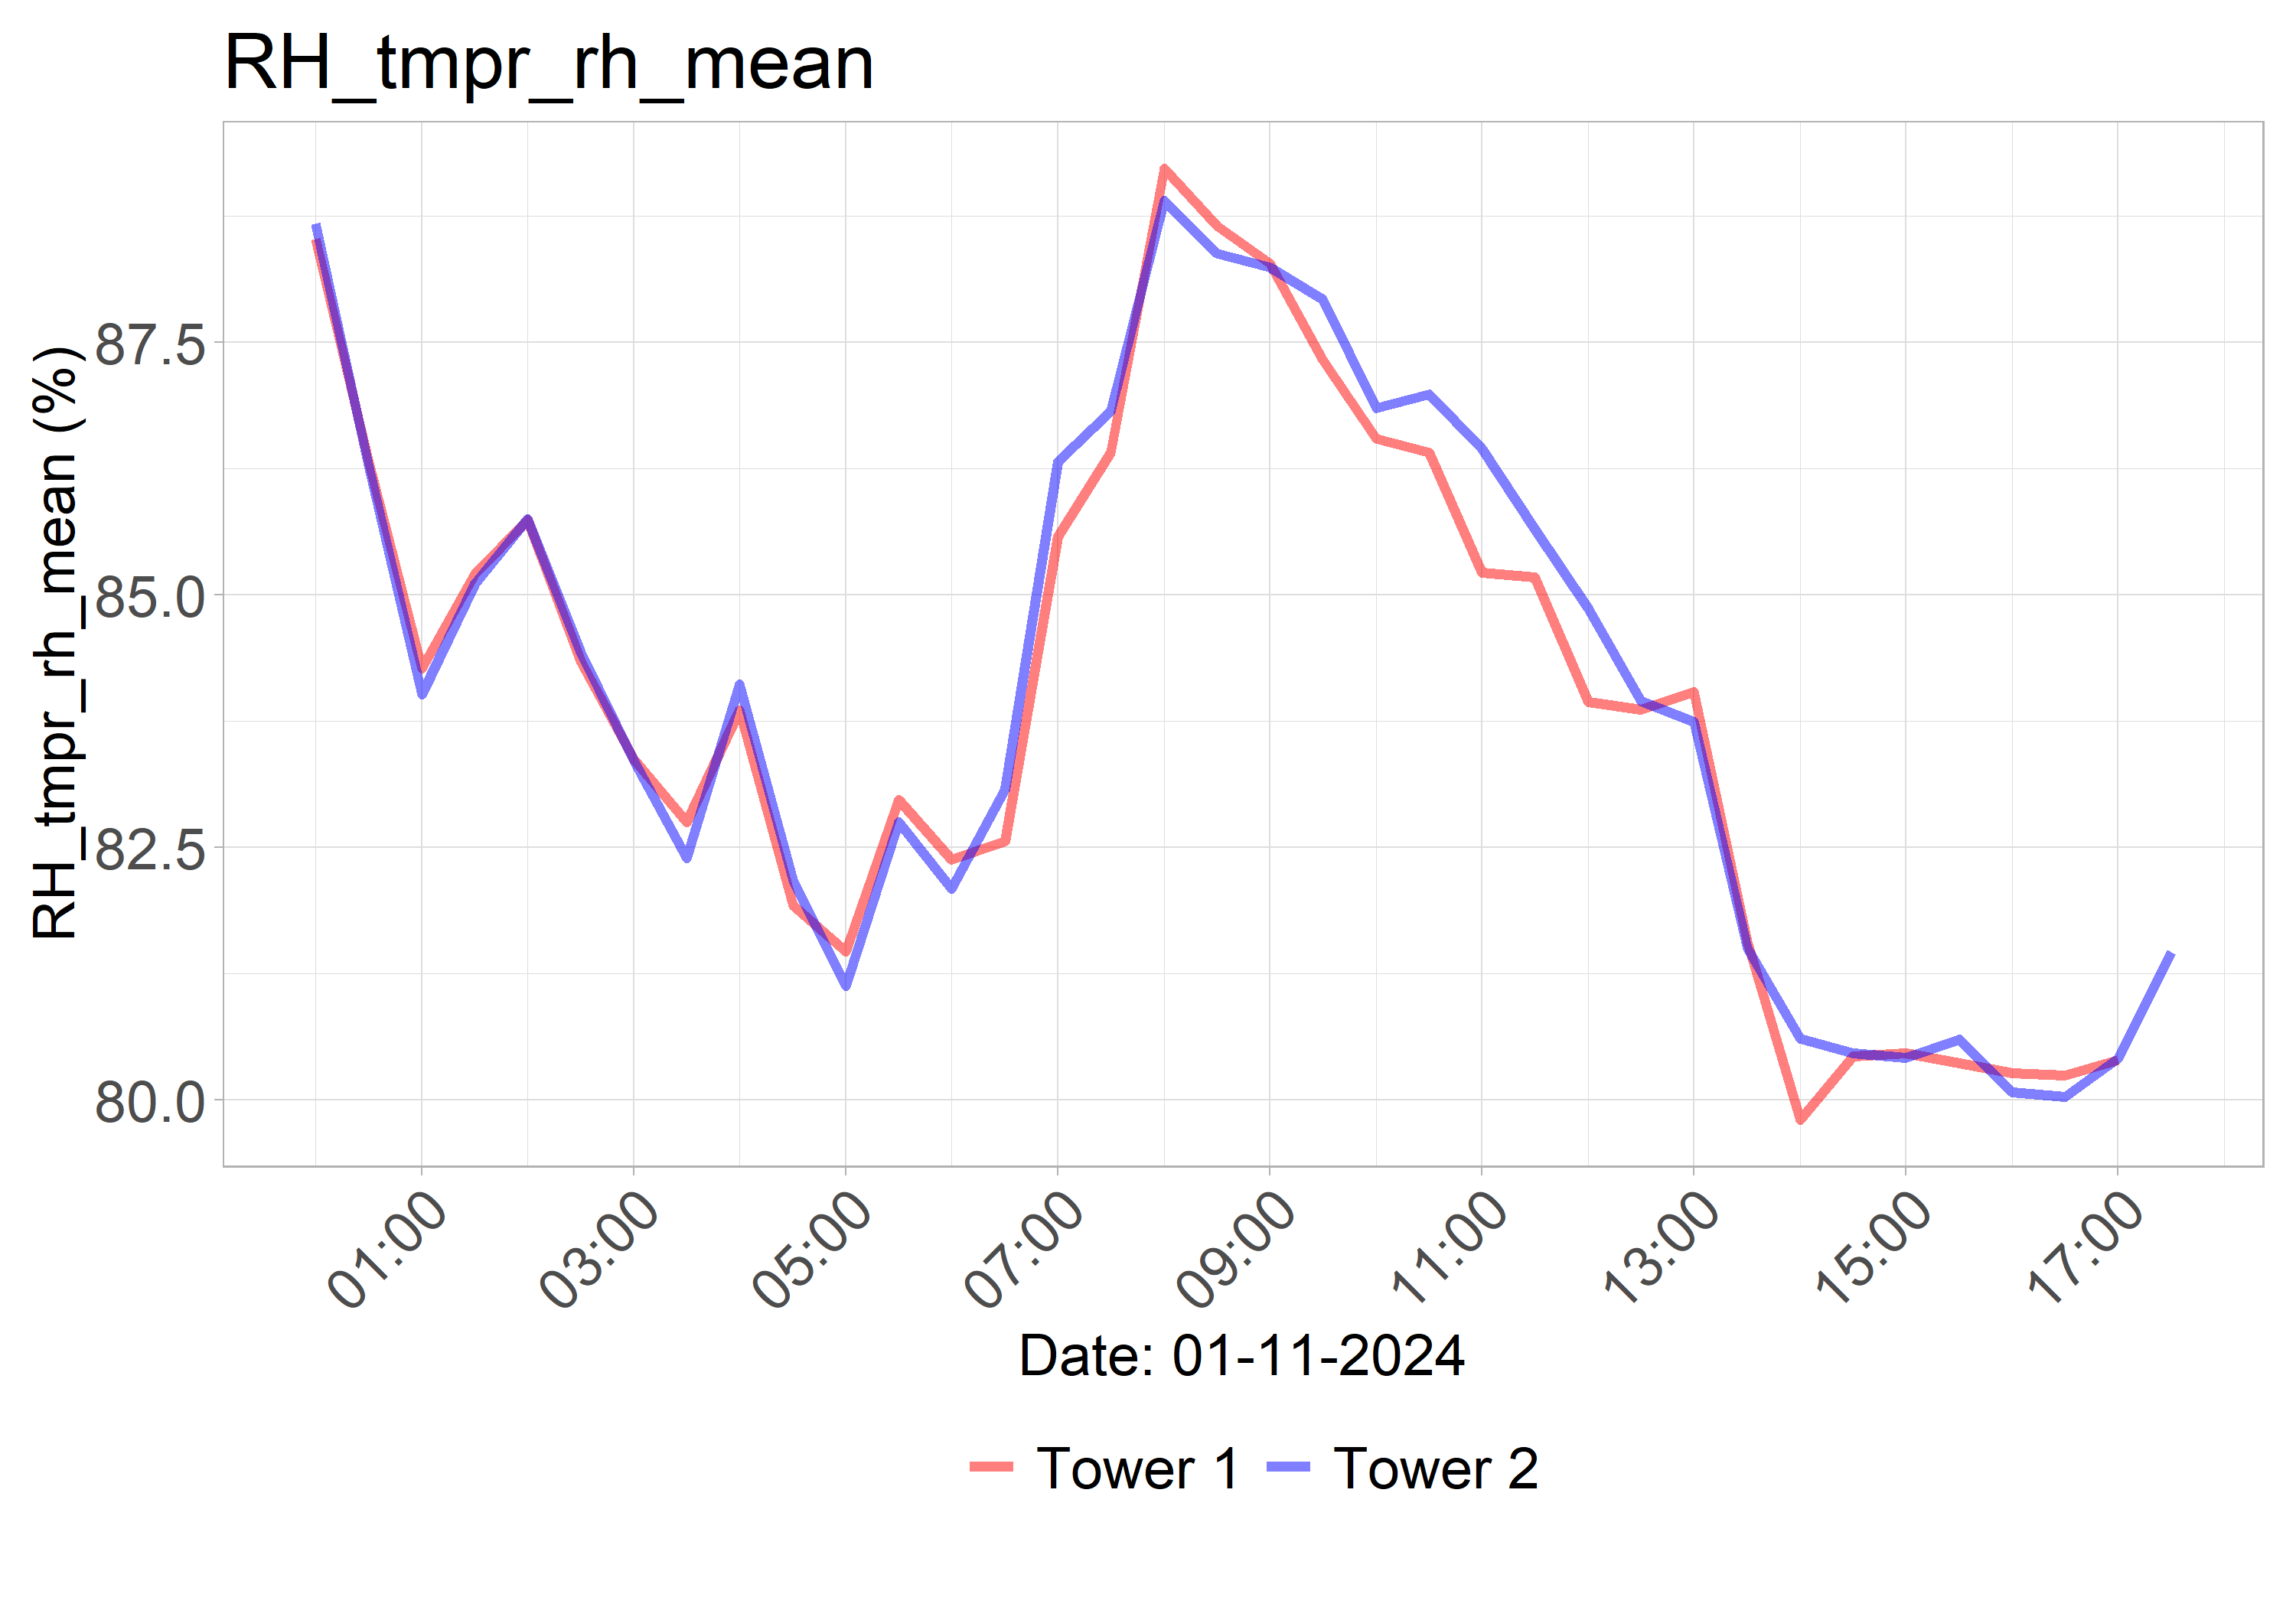 RH_tmpr_rh_mean
RH_tmpr_rh_mean (%)
87.5
85.0
82.5
80.0
01:00 03:00 05:00 07:00 09:00 11:00 13:00 15:00 17:00
Date: 01-11-2024
Tower 1 Tower 2